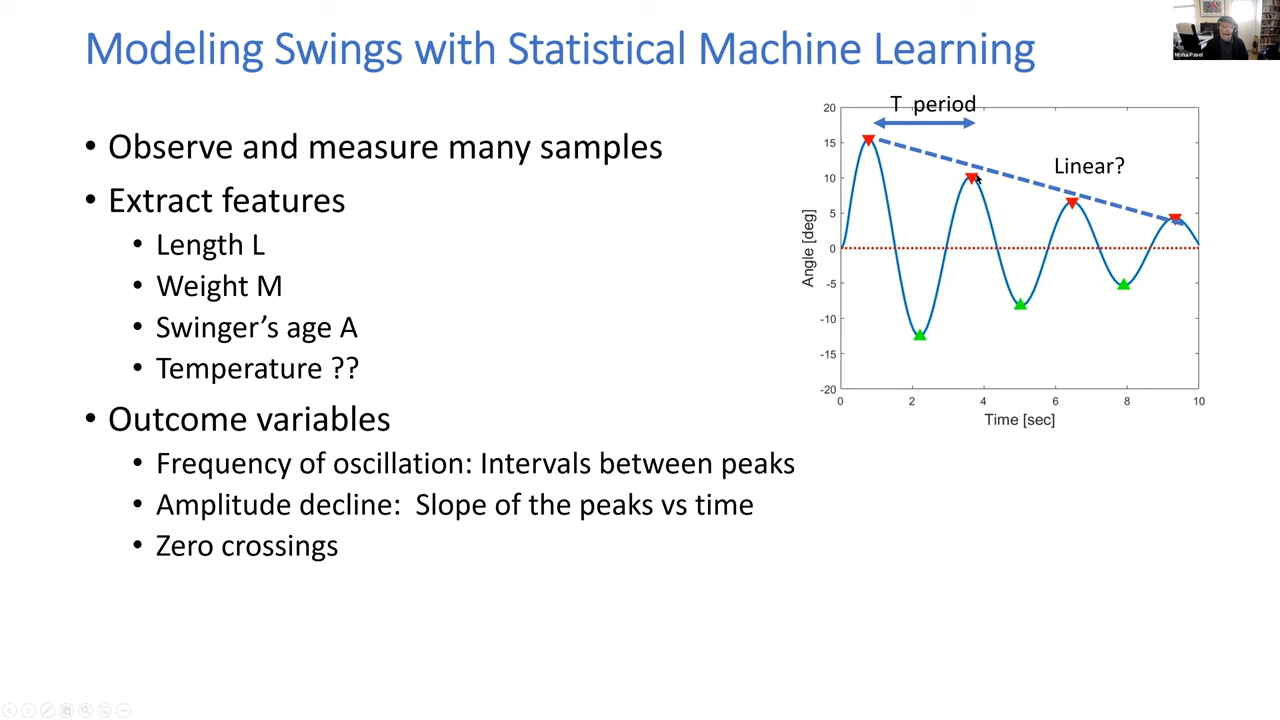 Modeling Swings with Statistical Machine Learning
Misha Pavel
• Observe and measure many samples
• Extract features
• Length L
• Weight M
• Swinger’s age A
• Temperature ??
• Outcome variables
• Frequency of oscillation: Intervals between peaks
• Amplitude decline:  Slope of the peaks vs time
• Zero crossings
T period
Linear?
Angle [deg]
20
15
10
5
0
-5
-10
-15
-20
0 2 4 6 8 10
Time [sec]